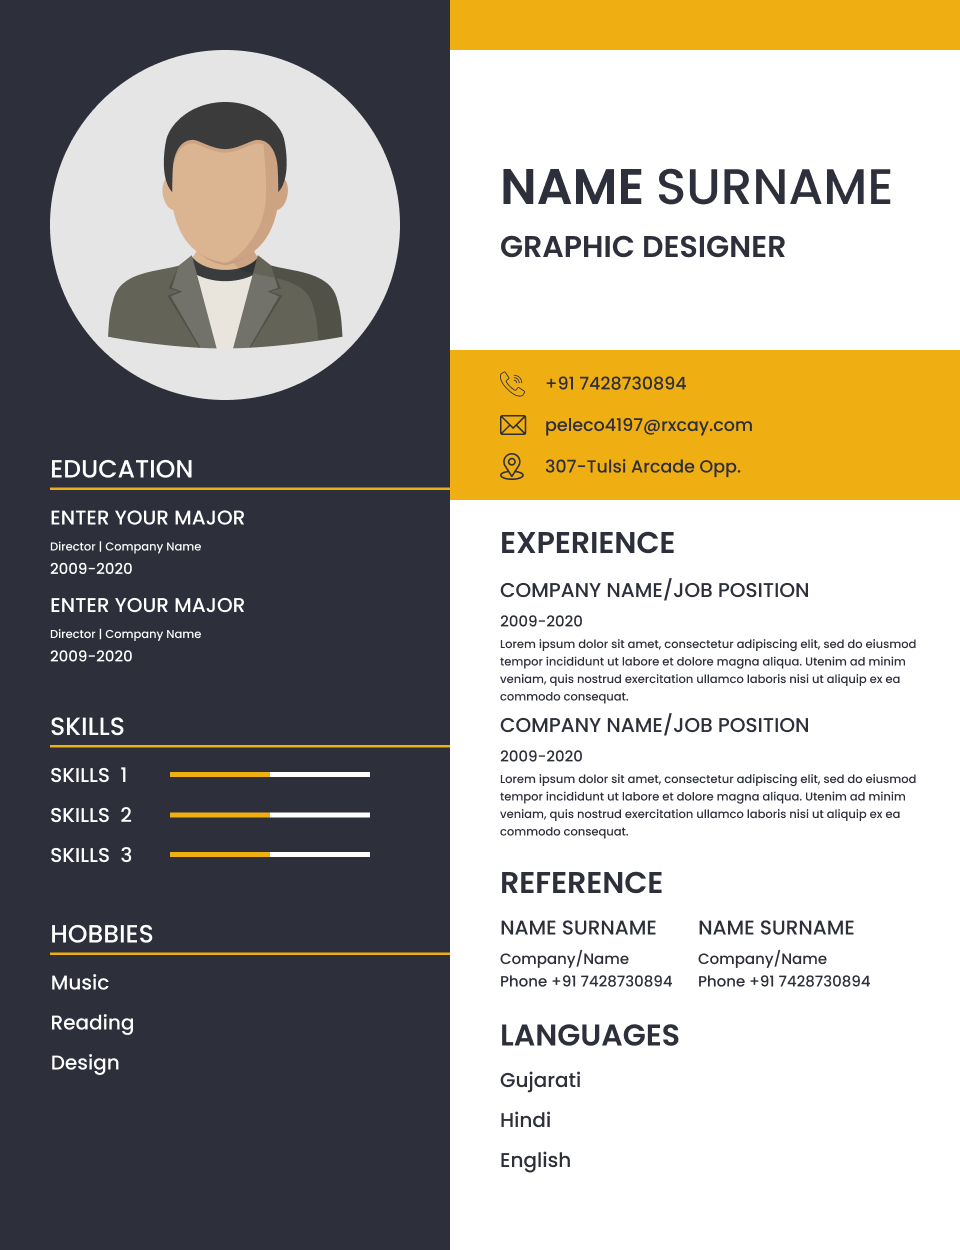 NAME SURNAME
GRAPHIC DESIGNER
+91 7428730894
peleco4197@rxcay.com
307-Tulsi Arcade Opp.
EDUCATION
ENTER YOUR MAJOR
Director | Company Name
2009-2020
ENTER YOUR MAJOR
Director | Company Name
2009-2020
SKILLS
SKILLS 1
SKILLS 2
SKILLS 3
HOBBIES
Music
Reading
Design
EXPERIENCE
COMPANY NAME/JOB POSITION
2009-2020
Lorem ipsum dolor sit amet, consectetur adipiscing elit, sed do eiusmod
tempor incididunt ut labore et dolore magna aliqua. Utenim ad minim
veniam, quis nostrud exercitation ullamco laboris nisi ut aliquip ex ea
commodo consequat.
COMPANY NAME/JOB POSITION
2009-2020
Lorem ipsum dolor sit amet, consectetur adipiscing elit, sed do eiusmod
tempor incididunt ut labore et dolore magna aliqua. Utenim ad minim
veniam, quis nostrud exercitation ullamco laboris nisi ut aliquip ex ea
commodo consequat.
REFERENCE
NAME SURNAME
Company/Name
Phone +91 7428730894
NAME SURNAME
Company/Name
Phone +91 7428730894
LANGUAGES
Gujarati
Hindi
English